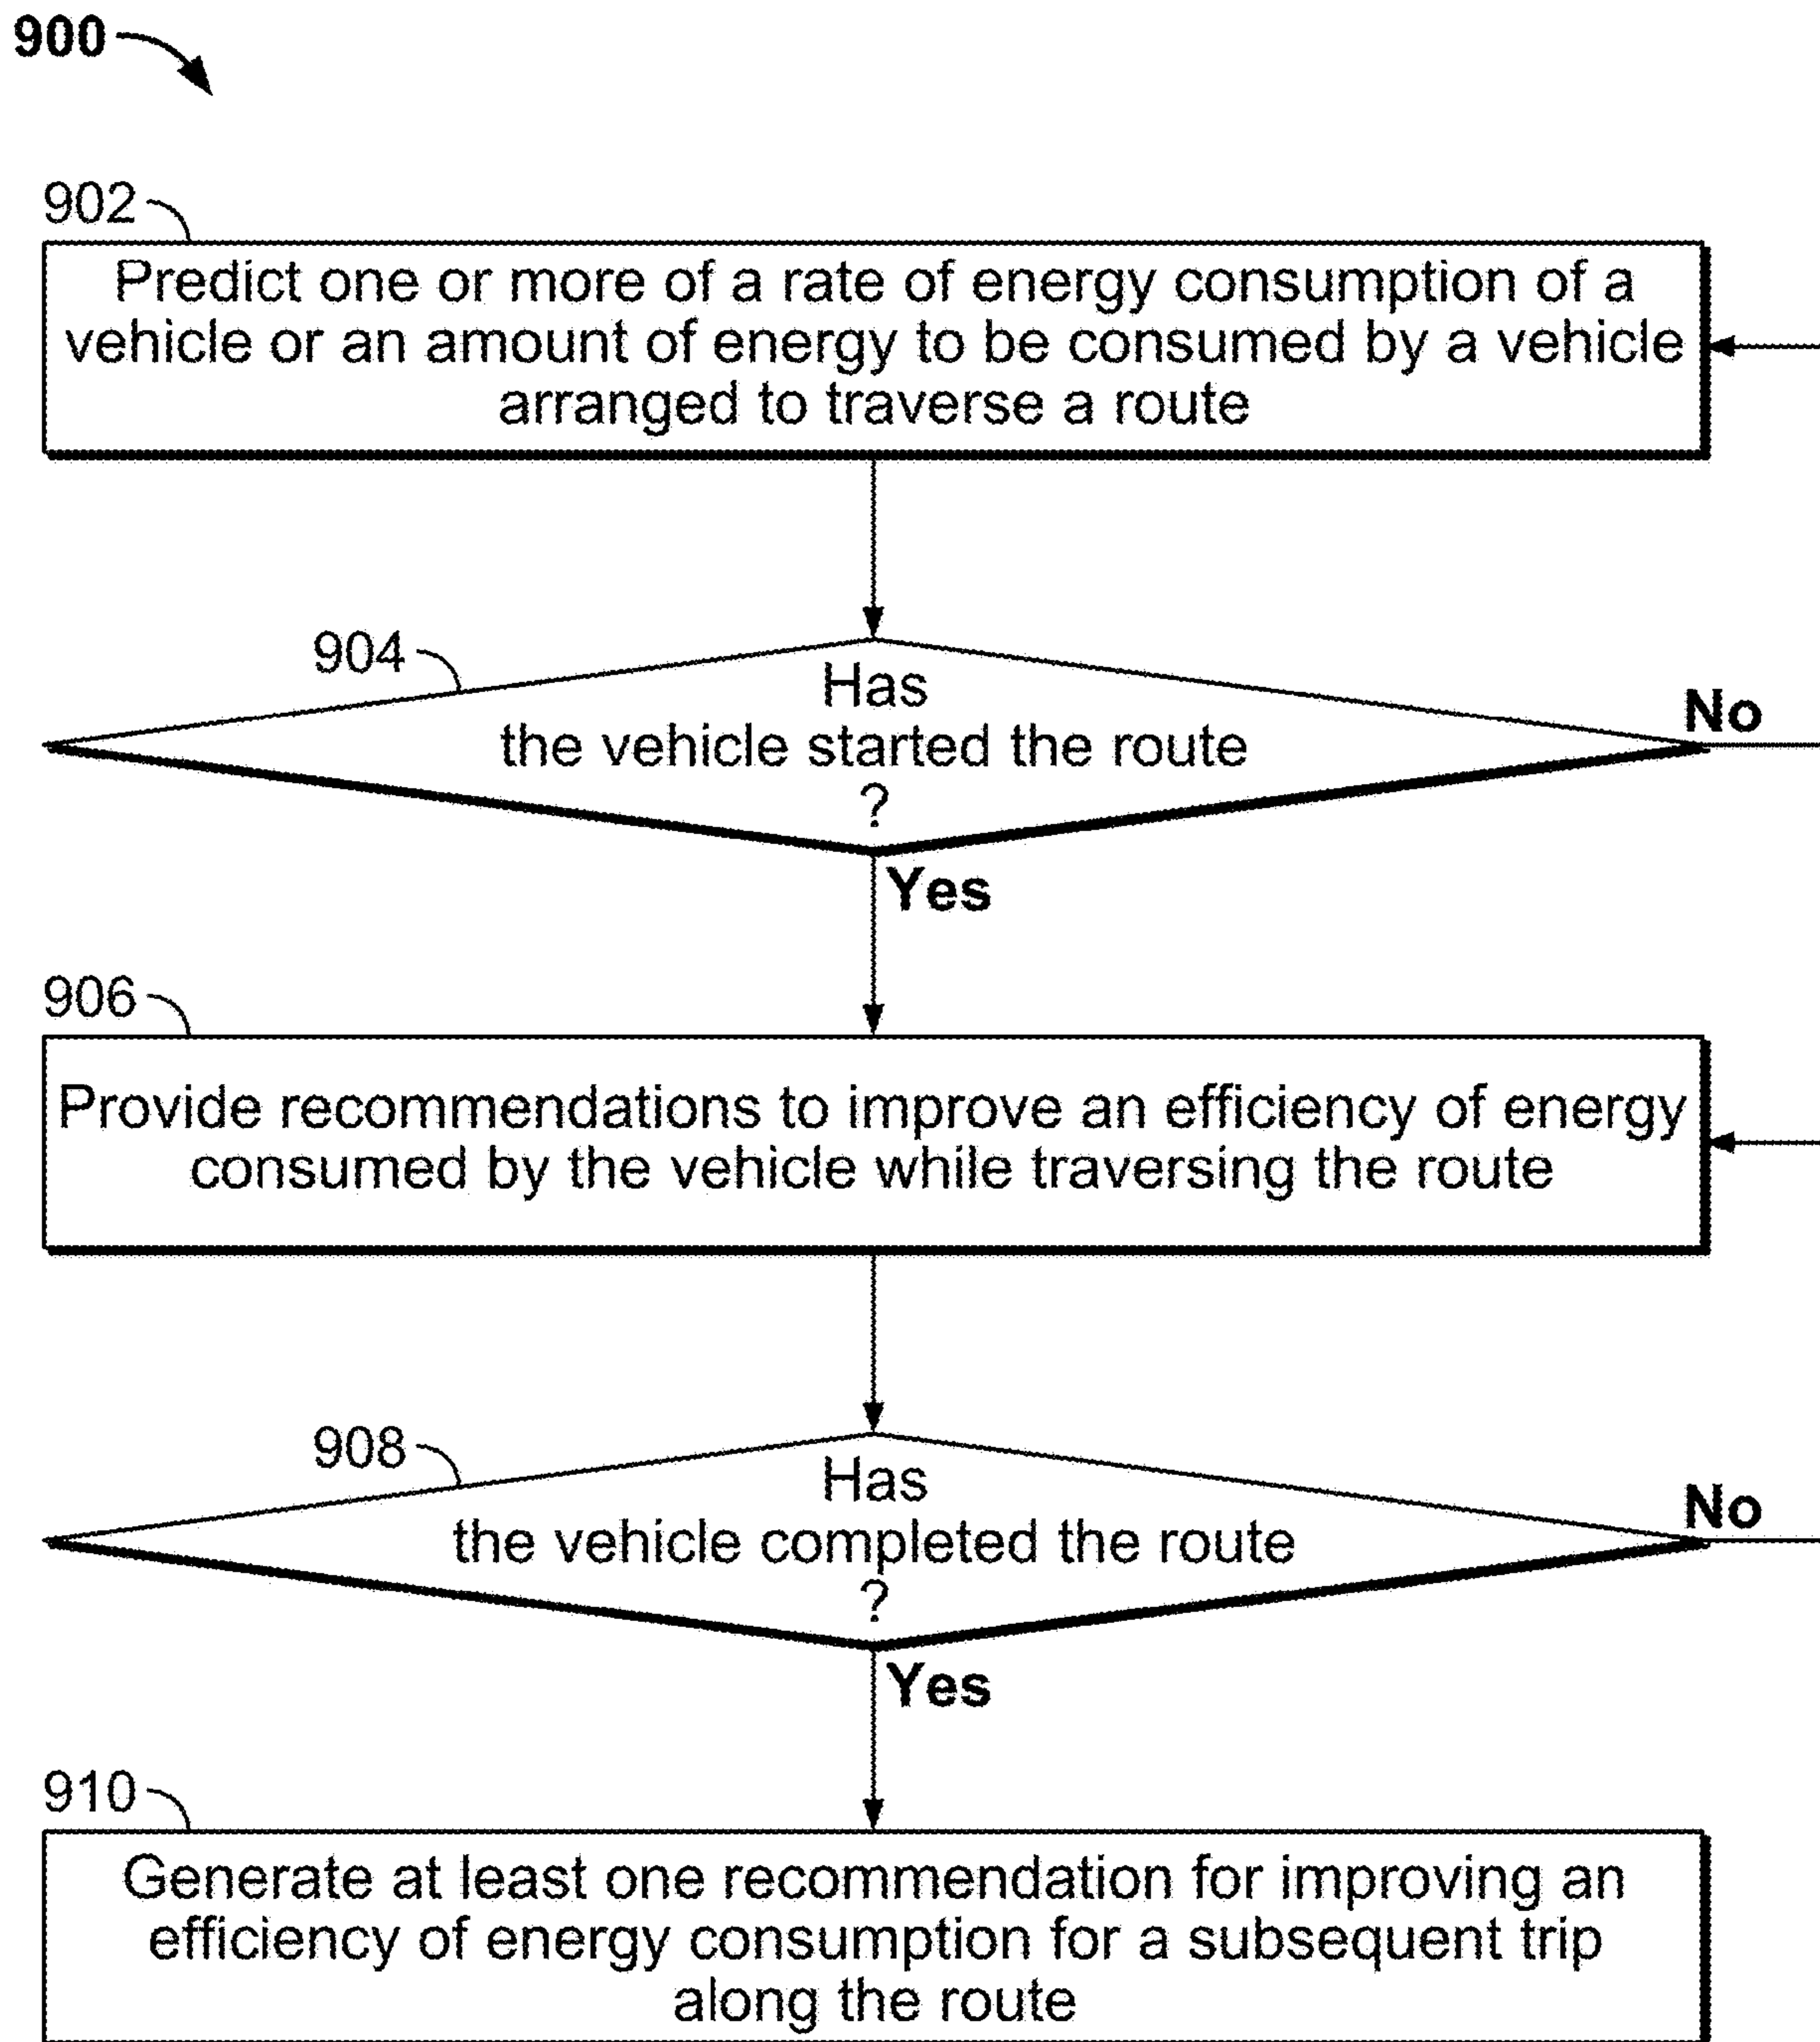 900
902
Predict one or more of a rate of energy consumption of a
vehicle or an amount of energy to be consumed by a vehicle
arranged to traverse a route
904
Has
the vehicle started the route
?
No
Yes
906
Provide recommendations to improve an efficiency of energy
consumed by the vehicle while traversing the route
908
Has
the vehicle completed the route
?
No
Yes
910
Generate at least one recommendation for improving an
efficiency of energy consumption for a subsequent trip
along the route